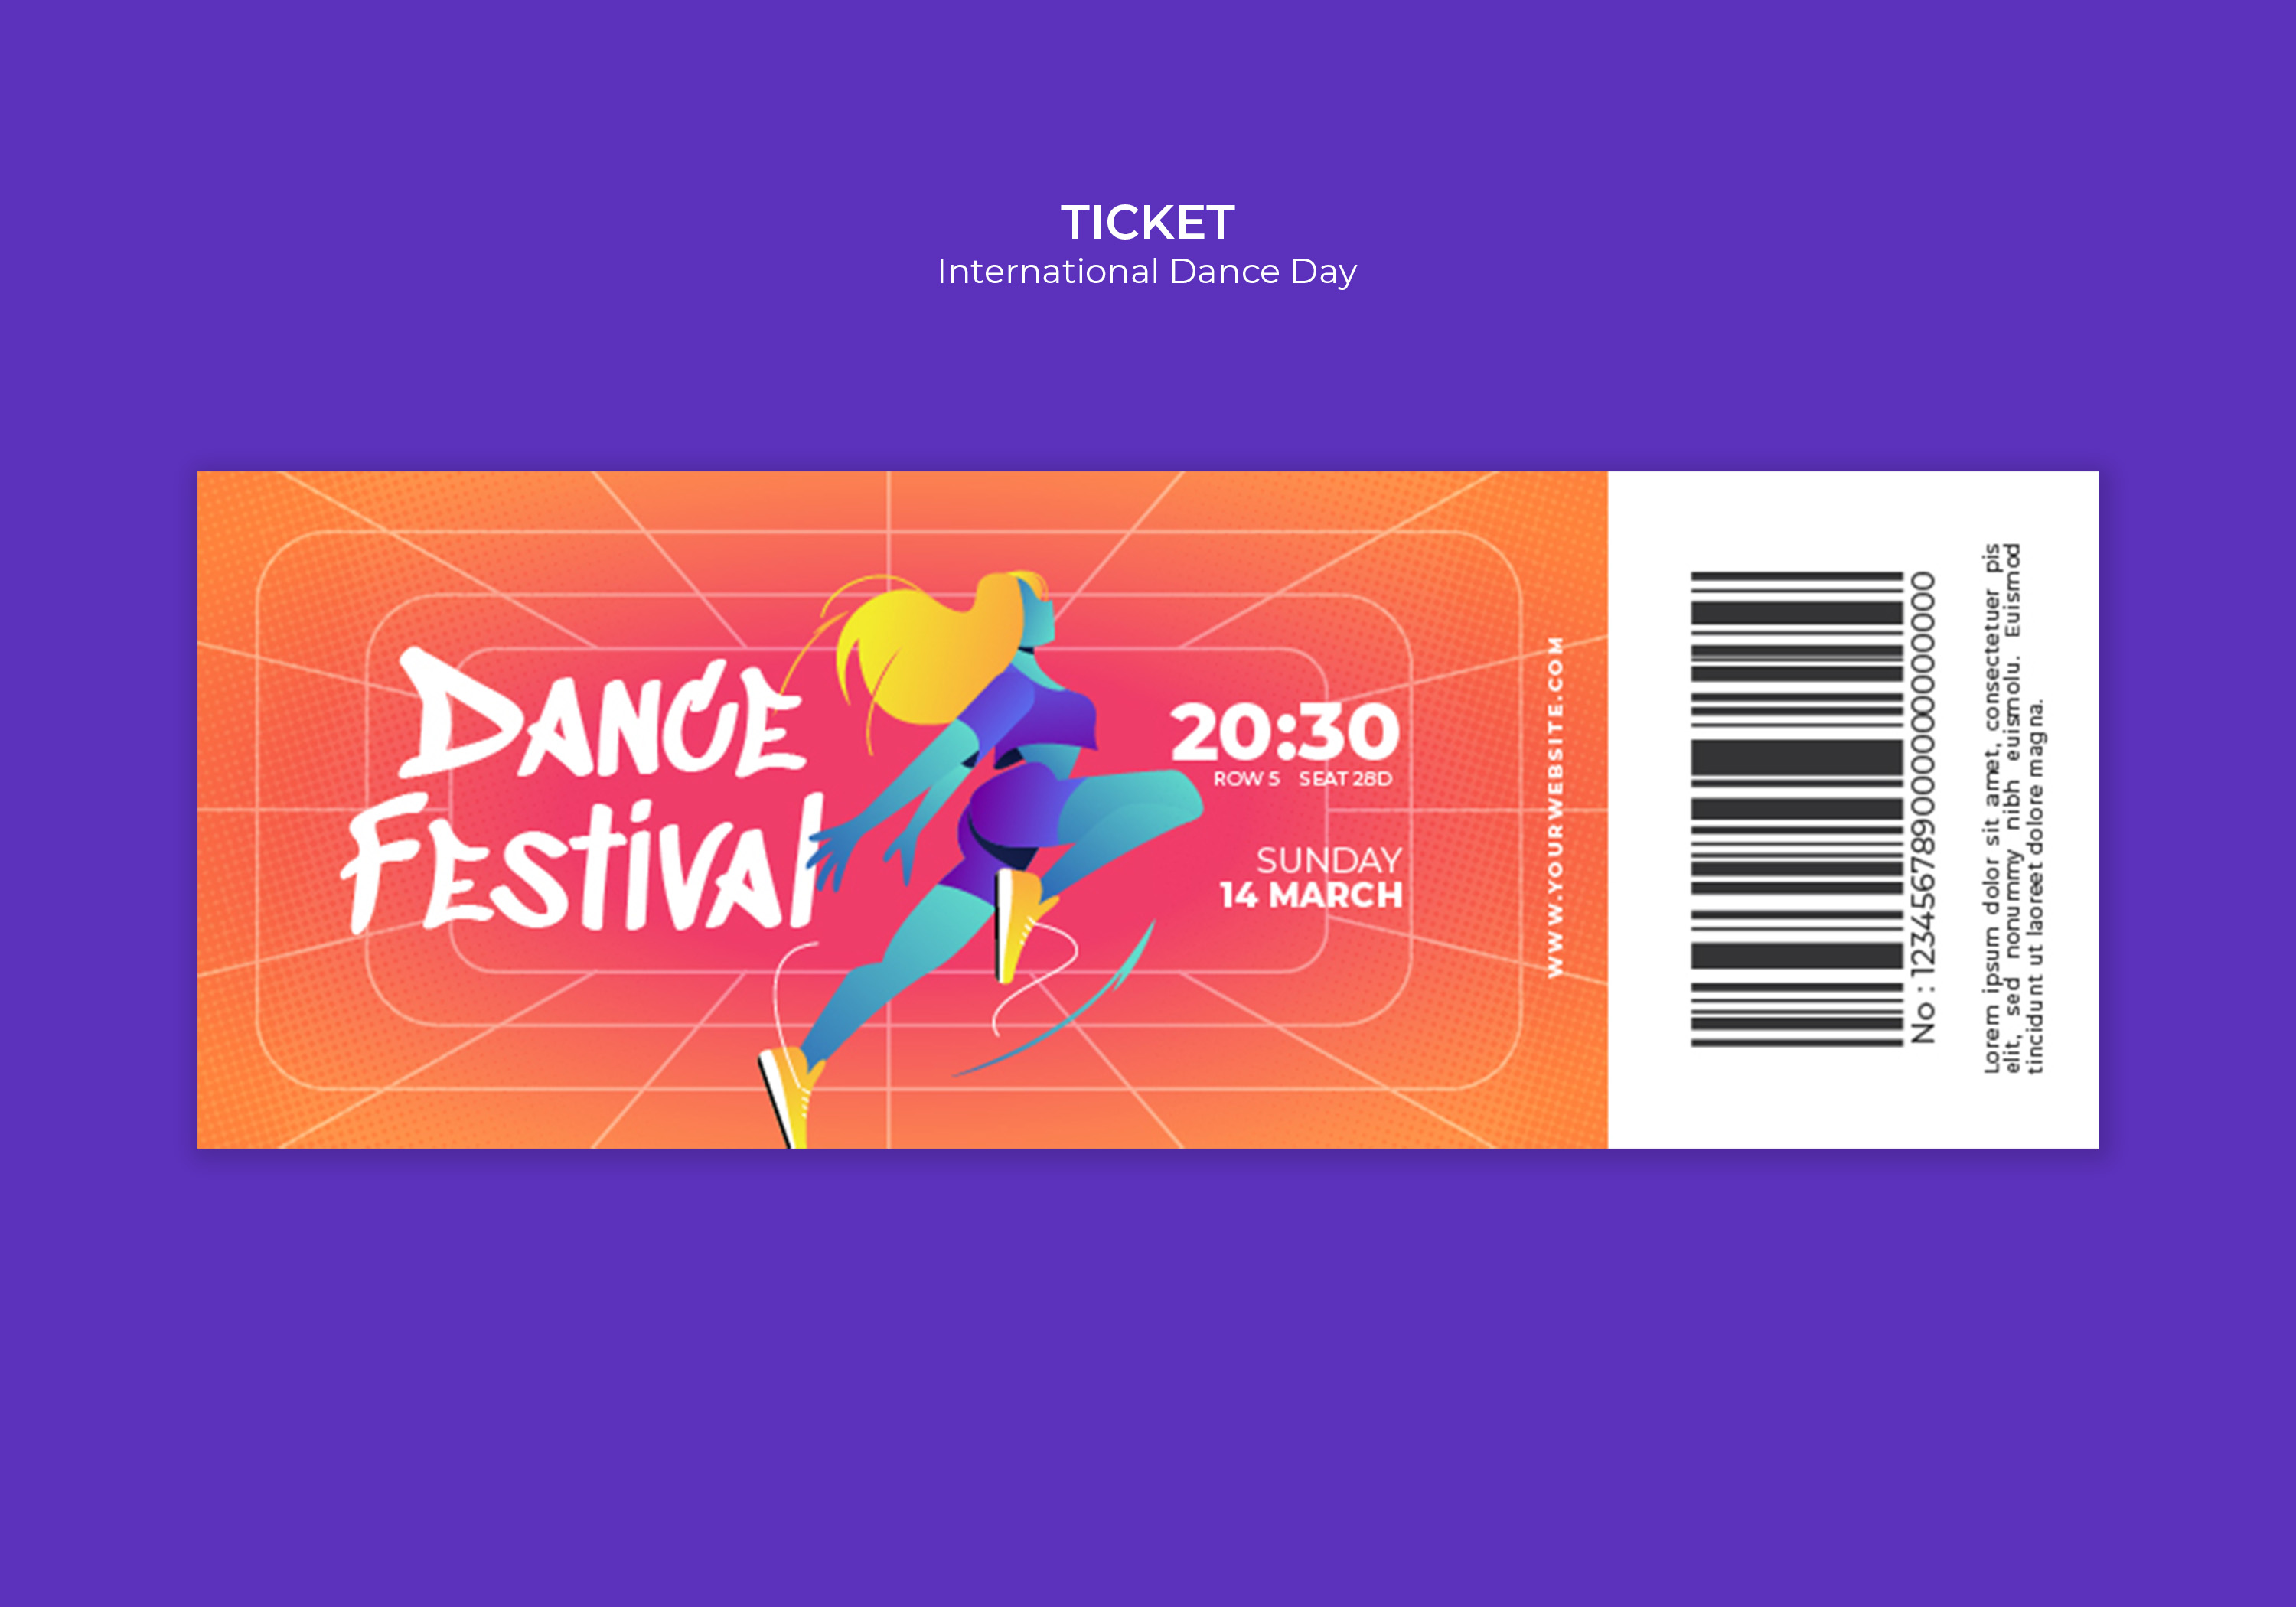 TICKET
International Dance Day
DANCE
FESTIVAL
20:30
ROW 5 SEAT 28D
SUNDAY
14 MARCH
WWW.YOURWEBSITE.COM
No : 12345678900000000000000
Lorem ipsum dolor sit amet, consectetuer pis
elit, sed nonummy nibh euismolu. Euismod
tincidunt ut laoreet dolore magna.